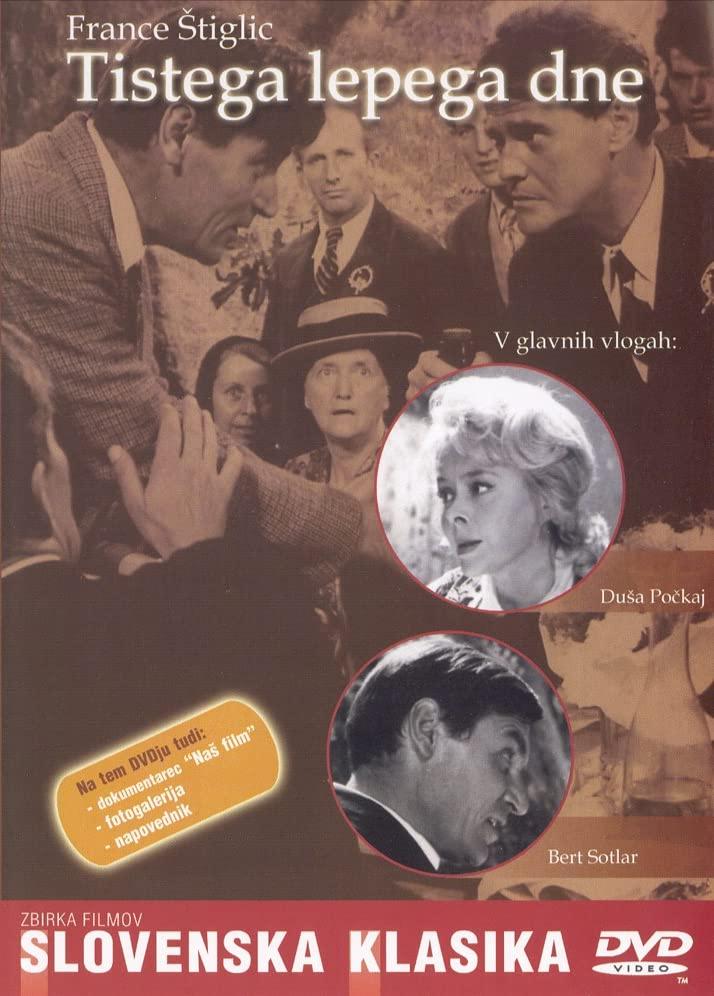 France Štiglic
Tistega lepega dne
V glavnih vlogah:
Duša Počkaj
Na tem DVDju tudi:
- dokumentarec "Naš film"
- fotogalerija
- napovednik
Bert Sotlar
ZBIRKA FILMOV
SLOVENSKA KLASIKA
DVD
VIDEO
TM